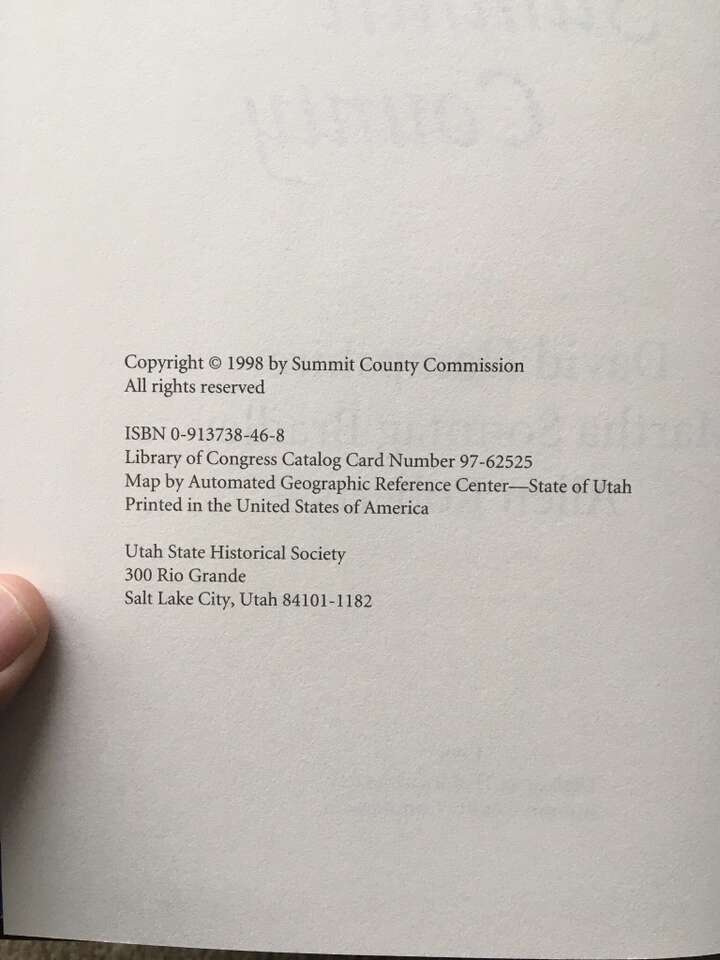 Copyright © 1998 by Summit County Commission
All rights reserved
ISBN 0-913738-46-8
Library of Congress Catalog Card Number 97-62525
Map by Automated Geographic Reference Center—State of Utah
Printed in the United States of America
Utah State Historical Society
300 Rio Grande
Salt Lake City, Utah 84101-1182